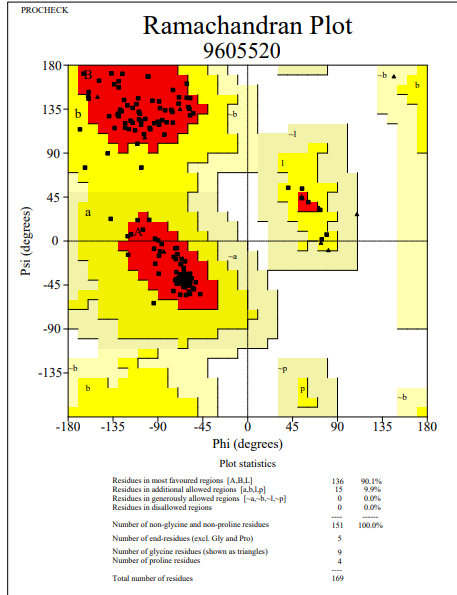 PROCHECK
Ramachandran Plot
9605520
180
135
90
45
0
-45
-90
-135
Psi (degrees)
B
b
~b
~b
b
~l
l
L
a
A
~a
~b
b
~p
p
~b
-180 -135 -90 -45 0 45 90 135 180
Phi (degrees)
Plot statistics
Residues in most favoured regions [A,B,L] 136 90.1%
Residues in additional allowed regions [a,b,l,p] 15 9.9%
Residues in generously allowed regions [~a,~b,~l,~p] 0 0.0%
Residues in disallowed regions 0 0.0%
---- ------
Number of non-glycine and non-proline residues 151 100.0%
Number of end-residues (excl. Gly and Pro) 5
Number of glycine residues (shown as triangles) 9
Number of proline residues 4
----
Total number of residues 169